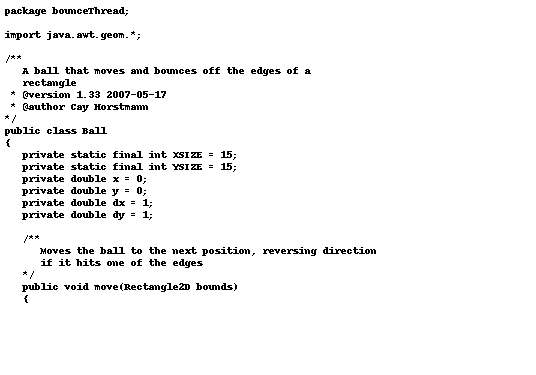 package bounceThread;

import java.awt.geom.*;

/**
   A ball that moves and bounces off the edges of a
   rectangle
 * @version 1.33 2007-05-17
 * @author Cay Horstmann
*/
public class Ball
{
   private static final int XSIZE = 15;
   private static final int YSIZE = 15;
   private double x = 0;
   private double y = 0;
   private double dx = 1;
   private double dy = 1;

   /**
      Moves the ball to the next position, reversing direction
      if it hits one of the edges
   */
   public void move(Rectangle2D bounds)
   {